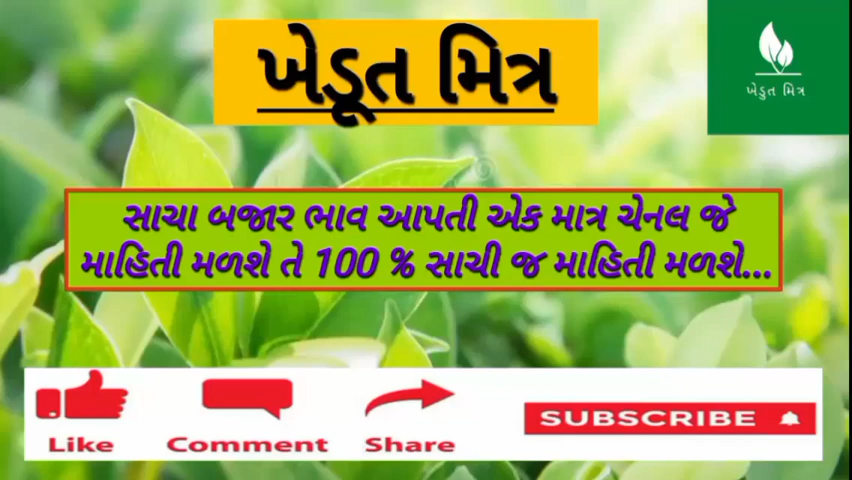 ખેડૂત મિત્ર
ખેડુત મિત્ર
સાચા બજાર ભાવ આપતી એક માત્ર ચેનલ જે
માહિતી મળશે તે 100 % સાચી જ માહિતી મળશે...
Like Comment Share SUBSCRIBE